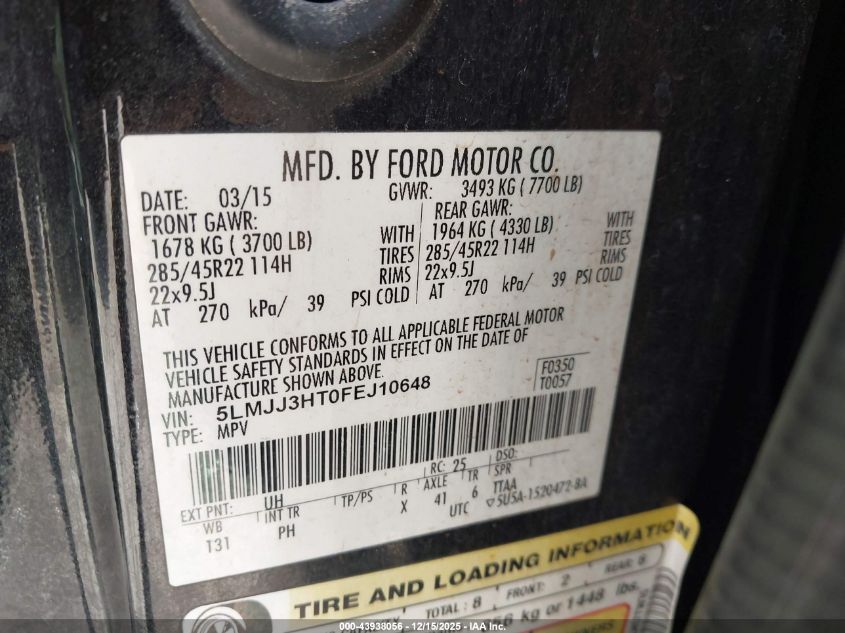 MFD. BY FORD MOTOR CO.
DATE: 03/15 GVWR: 3493 KG ( 7700 LB)
FRONT GAWR: REAR GAWR:
1678 KG ( 3700 LB) WITH 1964 KG ( 4330 LB) WITH
285/45R22 114H TIRES 285/45R22 114H TIRES
22x9.5J RIMS 22x9.5J RIMS
AT 270 kPa/ 39 PSI COLD AT 270 kPa/ 39 PSI COLD
THIS VEHICLE CONFORMS TO ALL APPLICABLE FEDERAL MOTOR
VEHICLE SAFETY STANDARDS IN EFFECT ON THE DATE OF
MANUFACTURE SHOWN ABOVE.
F0350
VIN: 5LMJJ3HT0FEJ10648 T0057
TYPE: MPV
EXT PNT: UH RC: 25 DSO:
WB INT TR TP/PS R AXLE TR SPR
T31 PH X 41 6 TTAA
UTC 5U5A-1520472-BA
TIRE AND LOADING INFORMATION
TOTAL : 8 FRONT: 2 REAR: 6
kg or 1448 lbs.
000-43938056 — 12/15/2025 — IAA Inc.